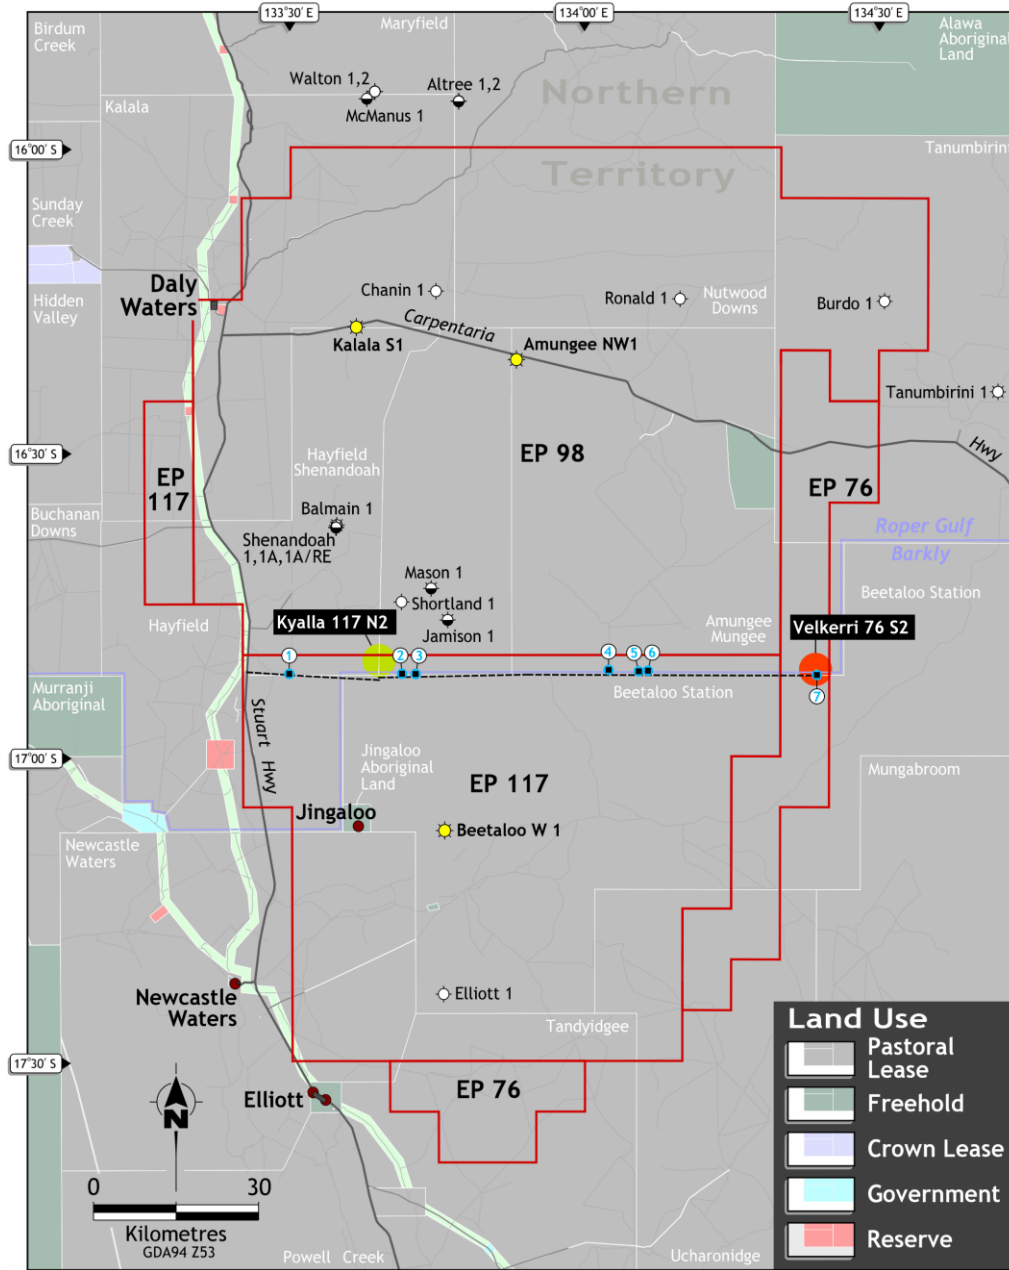 133°30' E
134°00' E
134°30' E
Birdum
Creek
Maryfield
Alawa
Aboriginal
Land
Walton 1,2
Altree 1,2
Kalala
McManus 1
Northern
16°00' S
Tanumbirini
Territory
Sunday
Creek
Daly
Waters
Hidden
Valley
Chanin 1
Ronald 1
Nutwood
Downs
Burdo 1
Carpentaria
Kalala S1
Amungee NW1
Tanumbirini 1
Hwy
16°30' S
Hayfield
Shenandoah
EP 98
EP
117
EP 76
Buchanan
Downs
Balmain 1
Roper Gulf
Shenandoah
1,1A,1A/RE
Barkly
Mason 1
Beetaloo Station
Shortland 1
Kyalla 117 N2
Hayfield
Jamison 1
Amungee
Mungee
Velkerri 76 S2
1
2
3
4
5
6
7
Murranji
Aboriginal
Beetaloo Station
Stuart Hwy
17°00' S
Jingaloo
Aboriginal
Land
Mungabroom
EP 117
Jingaloo
Beetaloo W 1
Newcastle
Waters
Newcastle
Waters
Elliott 1
Tandyidgee
17°30' S
EP 76
Elliott
N
0 30
Kilometres
GDA94 Z53
Powell Creek
Ucharonidge
Land Use
Pastoral
Lease
Freehold
Crown Lease
Government
Reserve